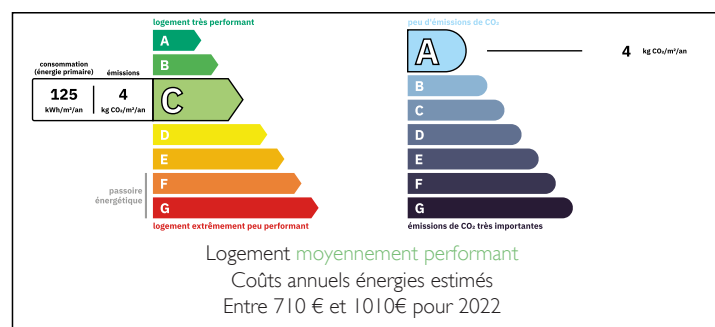 logement très performant
A
B
consommation
(énergie primaire)
émissions
125
kWh/m²/an
4
kg CO₂/m²/an
C
D
E
F
G
passoire
énergétique
logement extrêmement peu performant
peu d'émissions de CO₂
A
4 kg CO₂/m²/an
B
C
D
E
F
G
émissions de CO₂ très importantes
Logement moyennement performant
Coûts annuels énergies estimés
Entre 710 € et 1010€ pour 2022